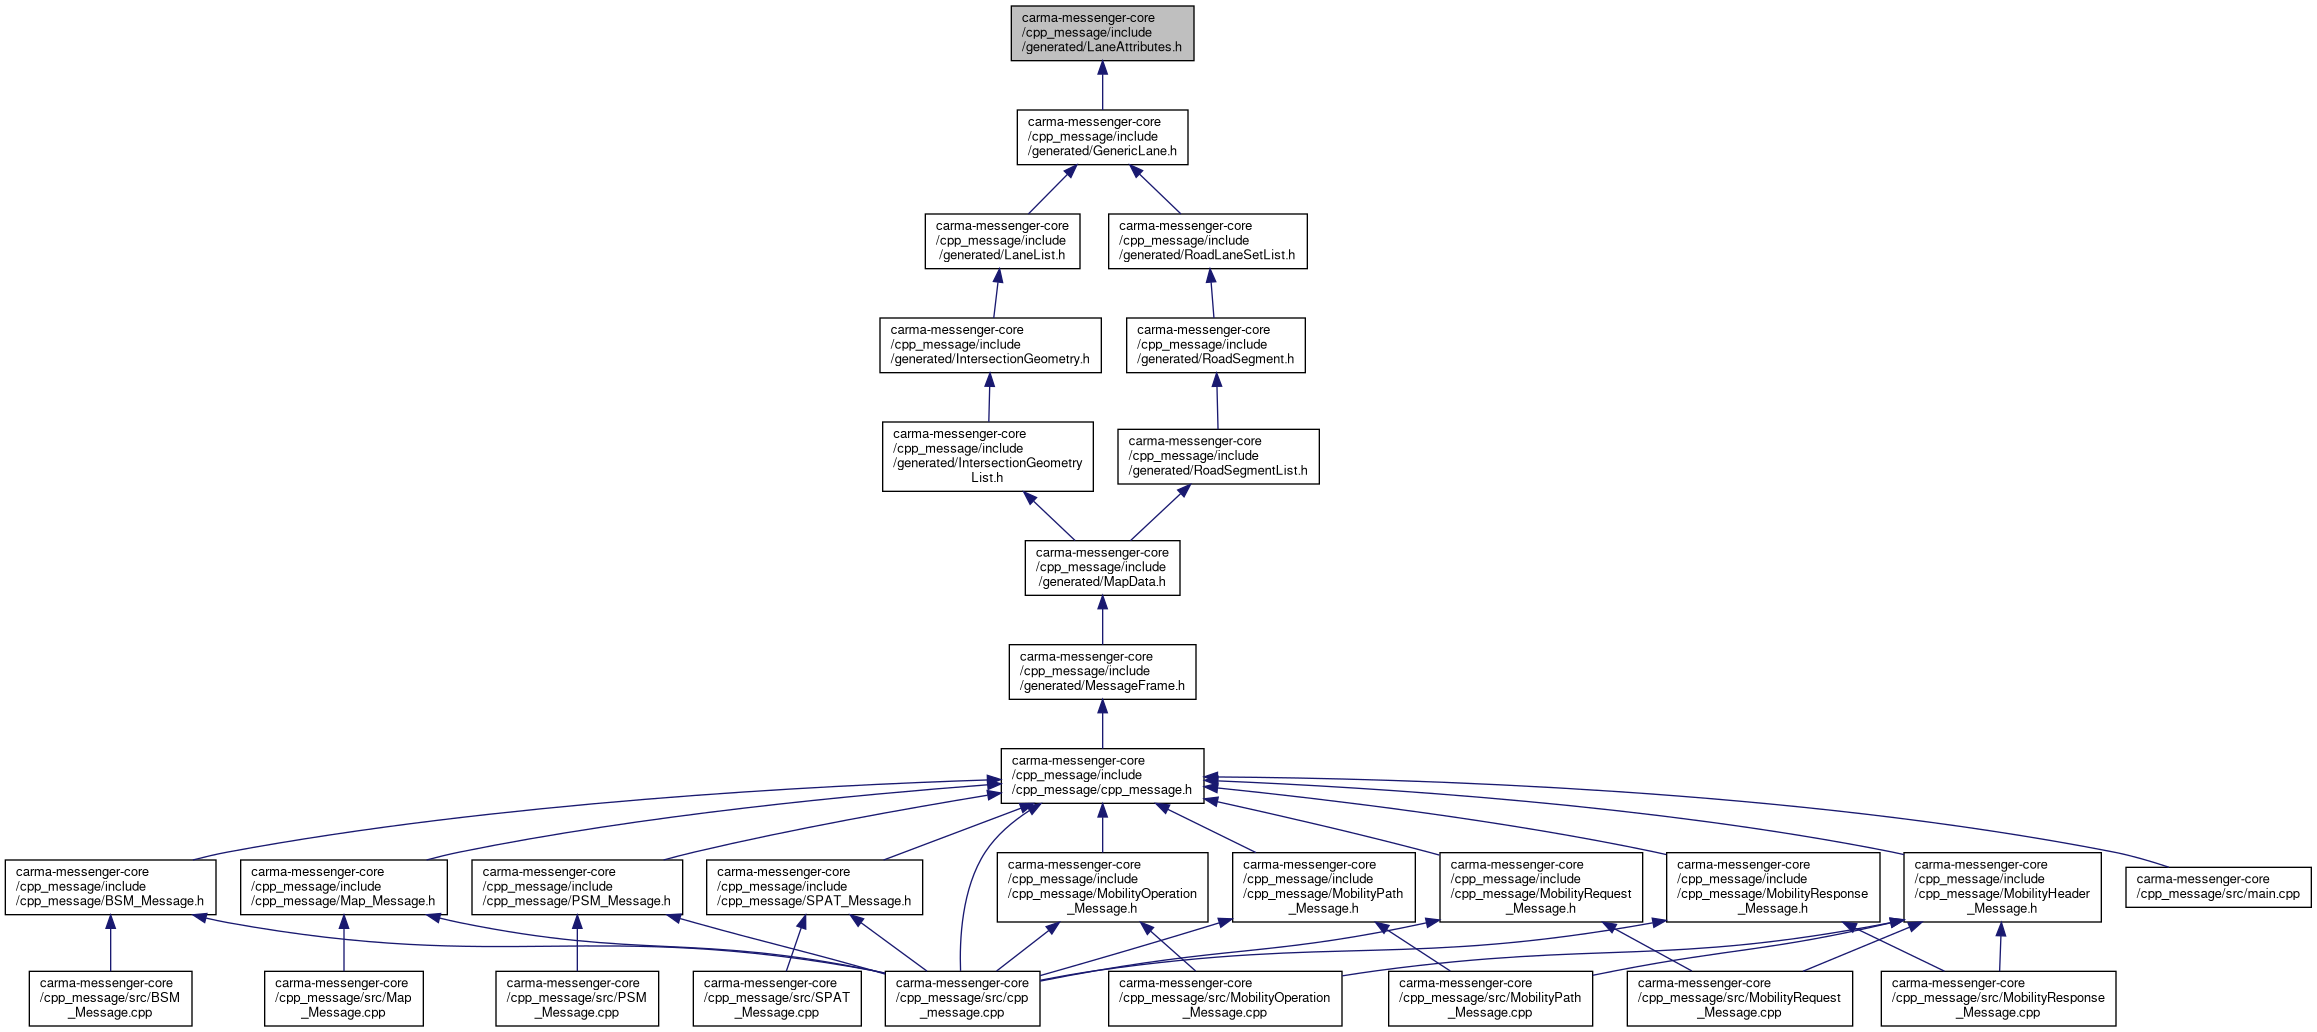 carma-messenger-core
/cpp_message/include
/generated/LaneAttributes.h
carma-messenger-core
/cpp_message/include
/generated/GenericLane.h
carma-messenger-core
/cpp_message/include
/generated/LaneList.h
carma-messenger-core
/cpp_message/include
/generated/RoadLaneSetList.h
carma-messenger-core
/cpp_message/include
/generated/IntersectionGeometry.h
carma-messenger-core
/cpp_message/include
/generated/RoadSegment.h
carma-messenger-core
/cpp_message/include
/generated/IntersectionGeometry
List.h
carma-messenger-core
/cpp_message/include
/generated/RoadSegmentList.h
carma-messenger-core
/cpp_message/include
/generated/MapData.h
carma-messenger-core
/cpp_message/include
/generated/MessageFrame.h
carma-messenger-core
/cpp_message/include
/cpp_message/cpp_message.h
carma-messenger-core
/cpp_message/include
/cpp_message/BSM_Message.h
carma-messenger-core
/cpp_message/include
/cpp_message/Map_Message.h
carma-messenger-core
/cpp_message/include
/cpp_message/PSM_Message.h
carma-messenger-core
/cpp_message/include
/cpp_message/SPAT_Message.h
carma-messenger-core
/cpp_message/include
/cpp_message/MobilityOperation
_Message.h
carma-messenger-core
/cpp_message/include
/cpp_message/MobilityPath
_Message.h
carma-messenger-core
/cpp_message/include
/cpp_message/MobilityRequest
_Message.h
carma-messenger-core
/cpp_message/include
/cpp_message/MobilityResponse
_Message.h
carma-messenger-core
/cpp_message/include
/cpp_message/MobilityHeader
_Message.h
carma-messenger-core
/cpp_message/src/main.cpp
carma-messenger-core
/cpp_message/src/BSM
_Message.cpp
carma-messenger-core
/cpp_message/src/Map
_Message.cpp
carma-messenger-core
/cpp_message/src/PSM
_Message.cpp
carma-messenger-core
/cpp_message/src/SPAT
_Message.cpp
carma-messenger-core
/cpp_message/src/cpp
_message.cpp
carma-messenger-core
/cpp_message/src/MobilityOperation
_Message.cpp
carma-messenger-core
/cpp_message/src/MobilityPath
_Message.cpp
carma-messenger-core
/cpp_message/src/MobilityRequest
_Message.cpp
carma-messenger-core
/cpp_message/src/MobilityResponse
_Message.cpp